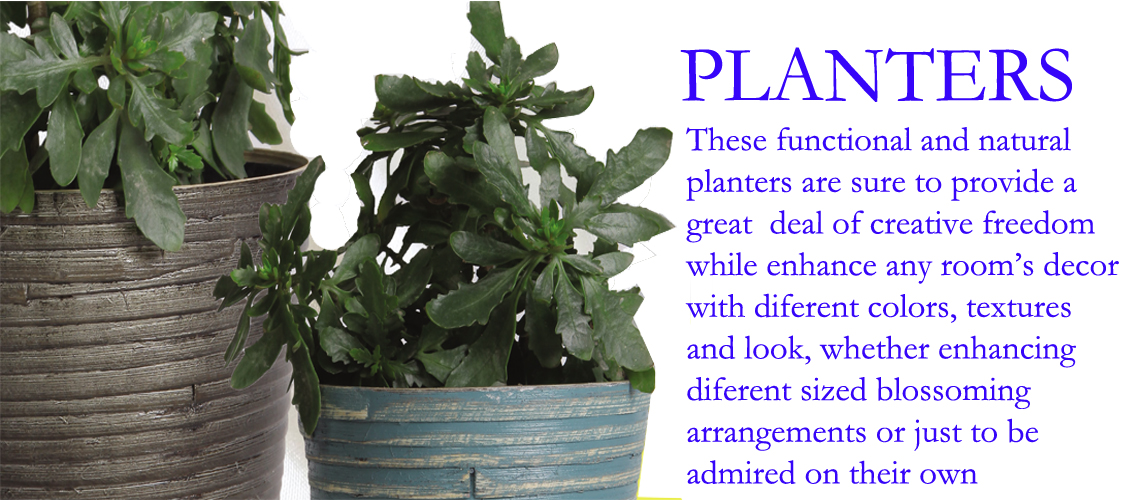 PLANTERS
These functional and natural
planters are sure to provide a
great  deal of creative freedom
while enhance any room’s decor
with diferent colors, textures
and look, whether enhancing
diferent sized blossoming
arrangements or just to be
admired on their own